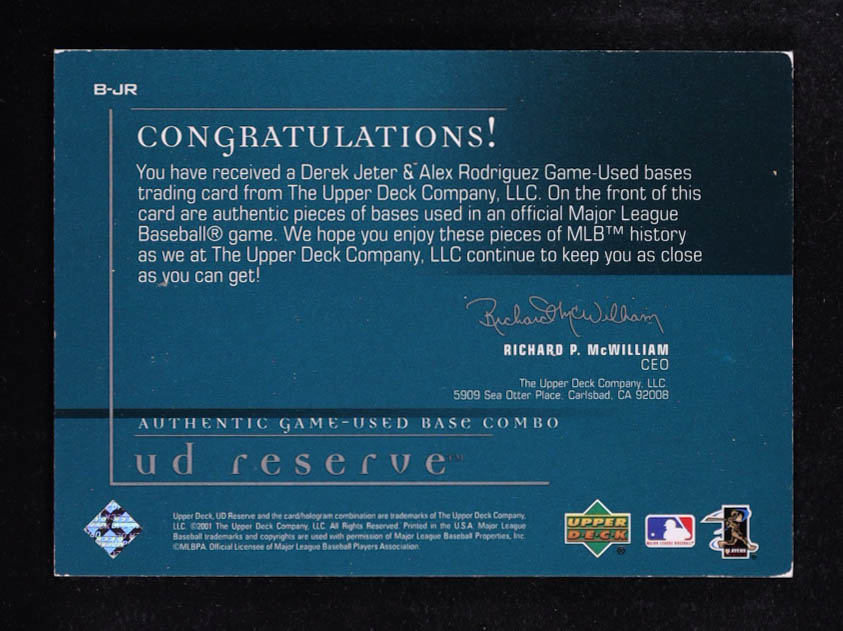 B-JR
CONGRATULATIONS!
You have received a Derek Jeter & Alex Rodriguez Game-Used bases
trading card from The Upper Deck Company, LLC. On the front of this
card are authentic pieces of bases used in an official Major League
Baseball® game. We hope you enjoy these pieces of MLB™ history
as we at The Upper Deck Company, LLC continue to keep you as close
as you can get!
Richard P. McWilliam
RICHARD P. McWILLIAM
CEO
The Upper Deck Company, LLC.
5909 Sea Otter Place, Carlsbad, CA 92008
AUTHENTIC GAME-USED BASE COMBO
ud reserve™
Upper Deck, UD Reserve and the card/hologram combination are trademarks of The Upper Deck Company,
LLC. ©2001 The Upper Deck Company, LLC. All Rights Reserved. Printed in the U.S.A. Major League
Baseball trademarks and copyrights are used with permission of Major League Baseball Properties, Inc.
©MLBPA. Official Licensee of Major League Baseball Players Association.
UPPER
DECK
MAJOR LEAGUE BASEBALL
PLAYERS